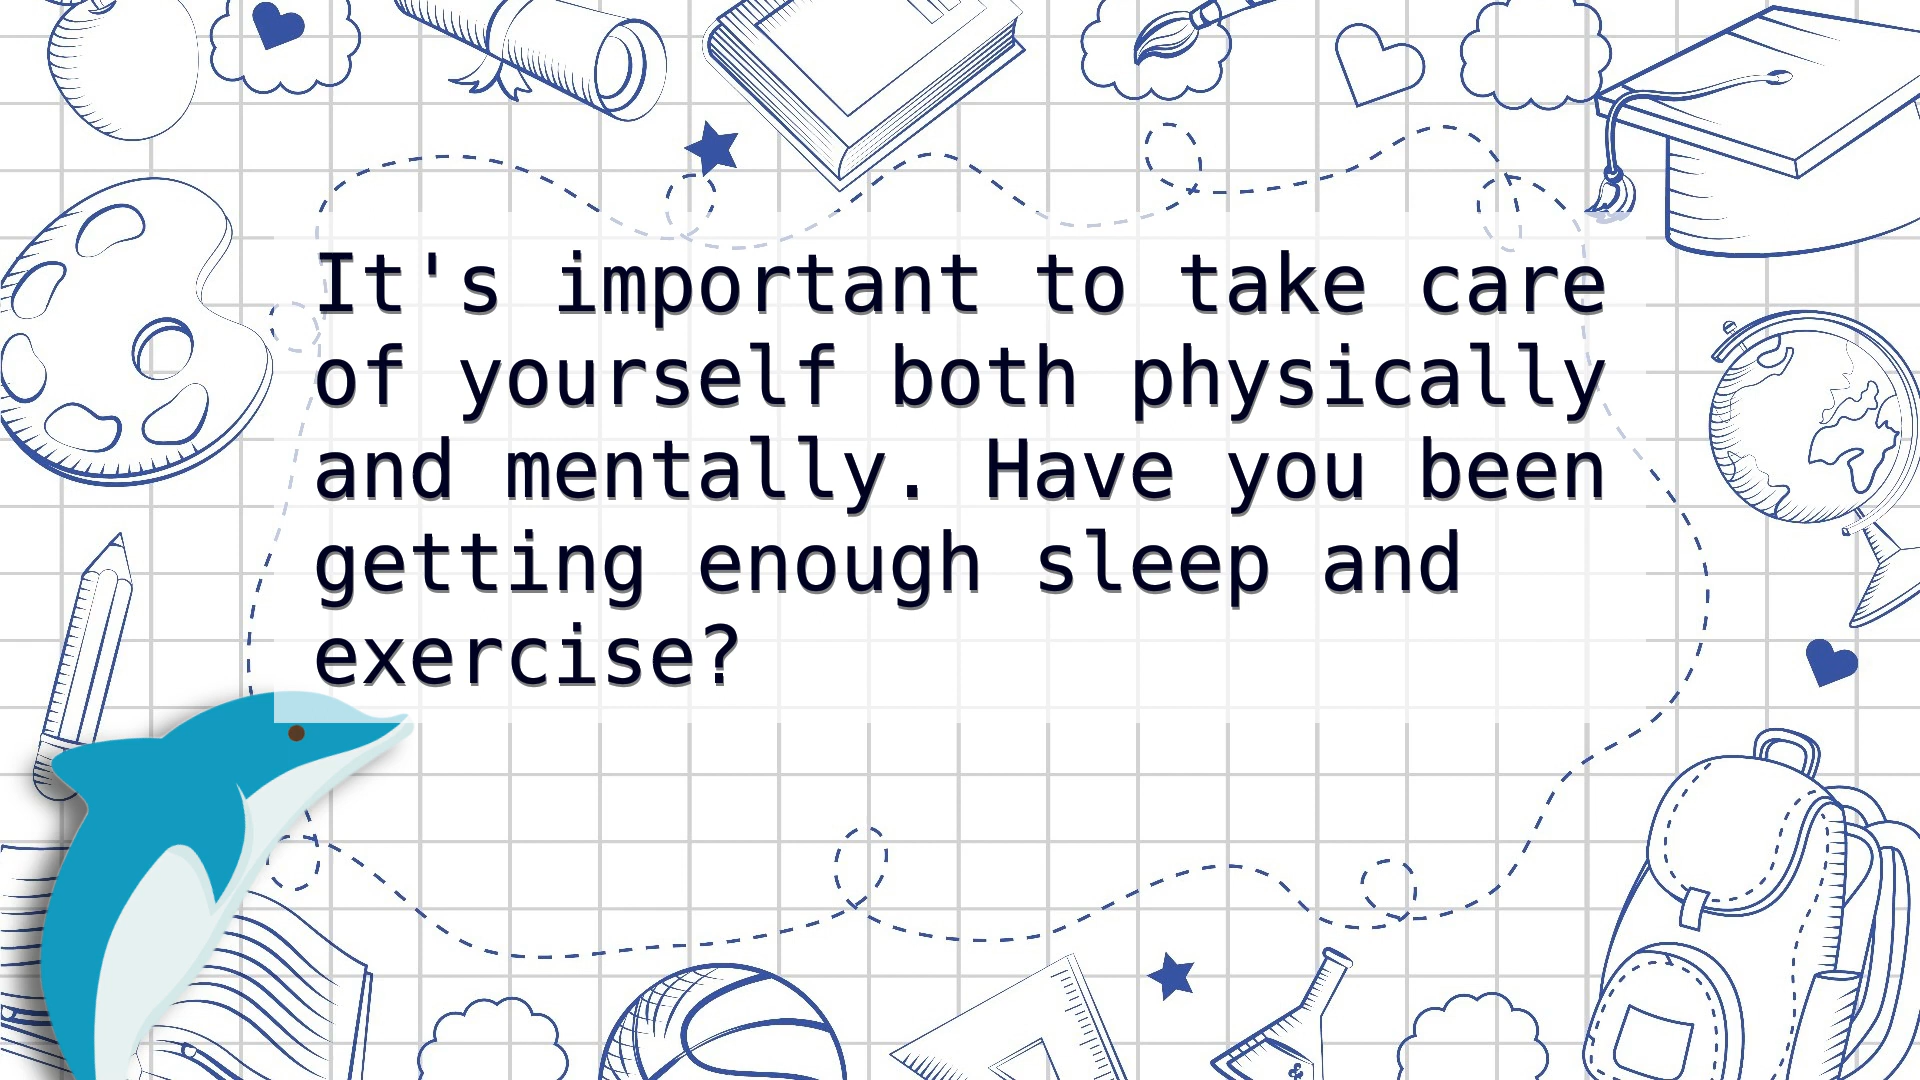 It's important to take care
of yourself both physically
and mentally. Have you been
getting enough sleep and
exercise?